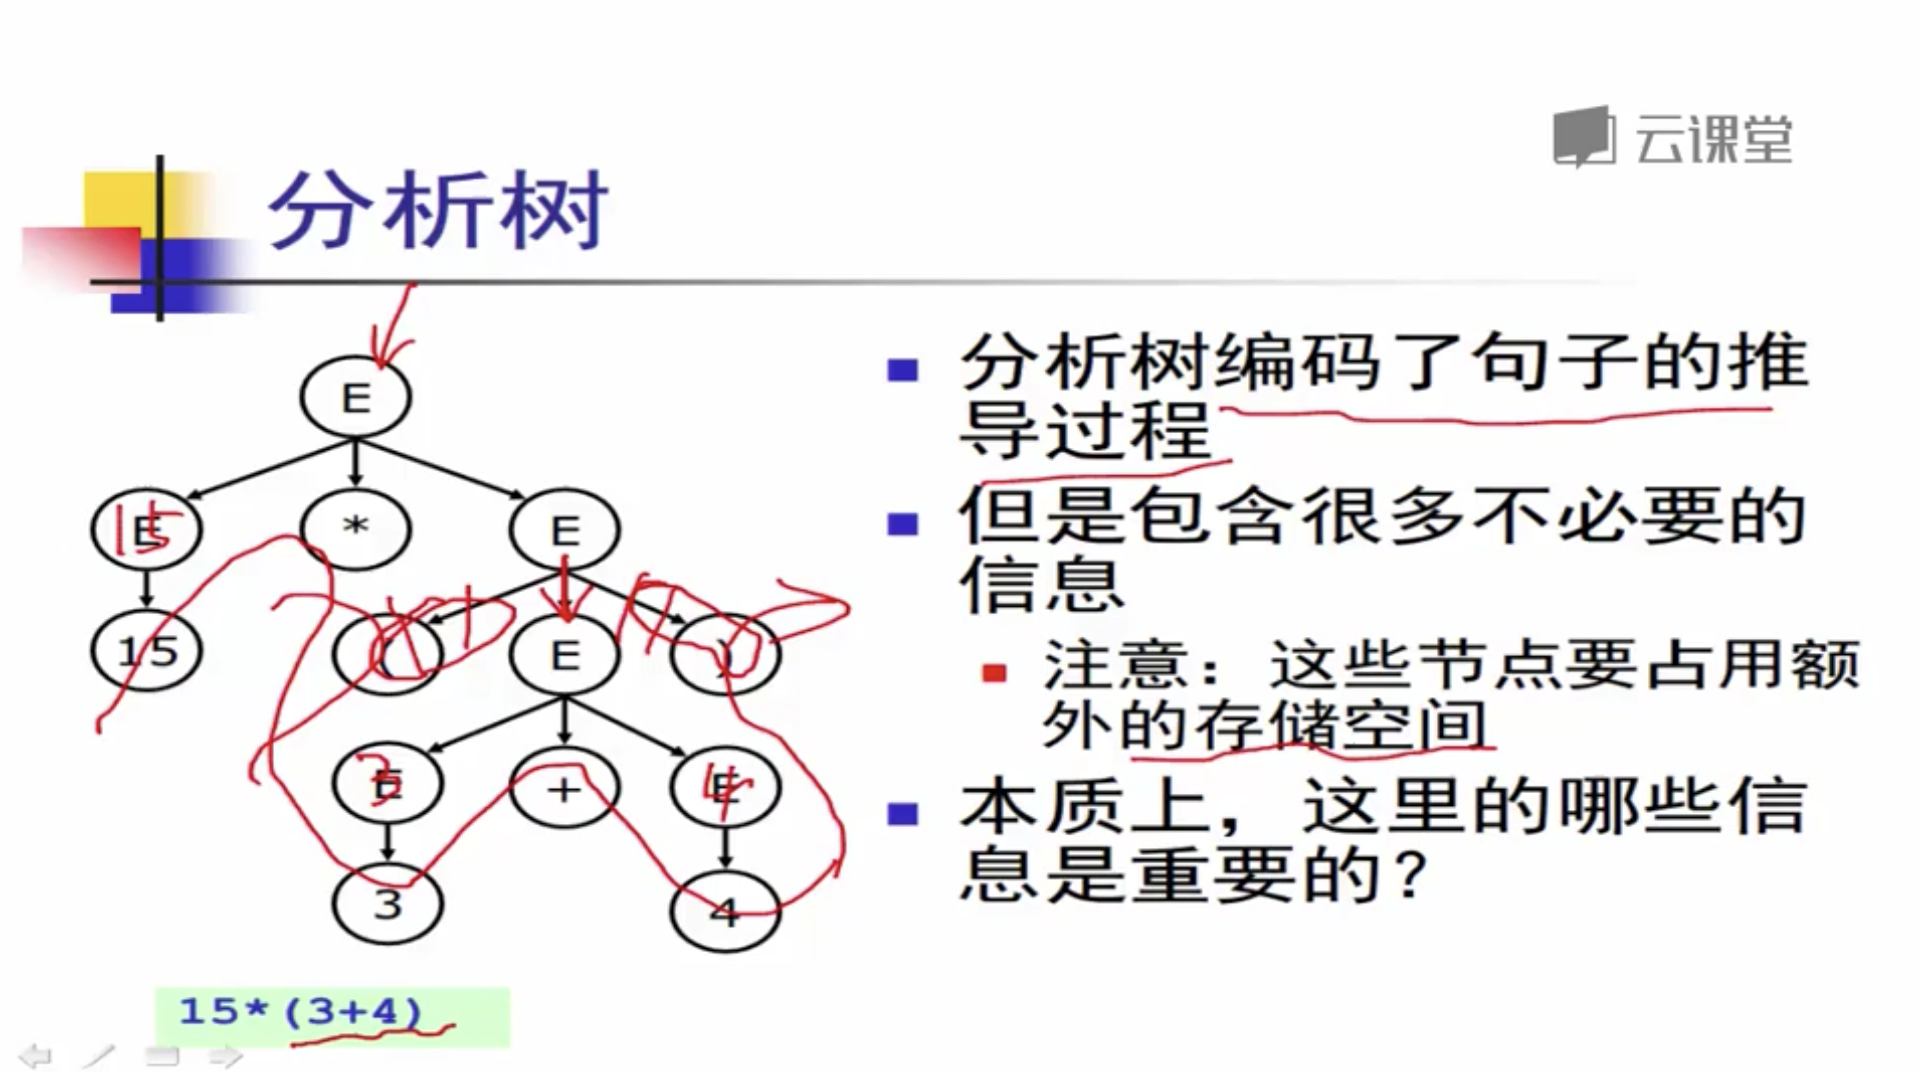 云课堂
分析树
E
E * E
15 ( E )
E + E
3 4
15
3
4
15*(3+4)
分析树编码了句子的推
导过程
但是包含很多不必要的
信息
注意：这些节点要占用额
外的存储空间
本质上，这里的哪些信
息是重要的？